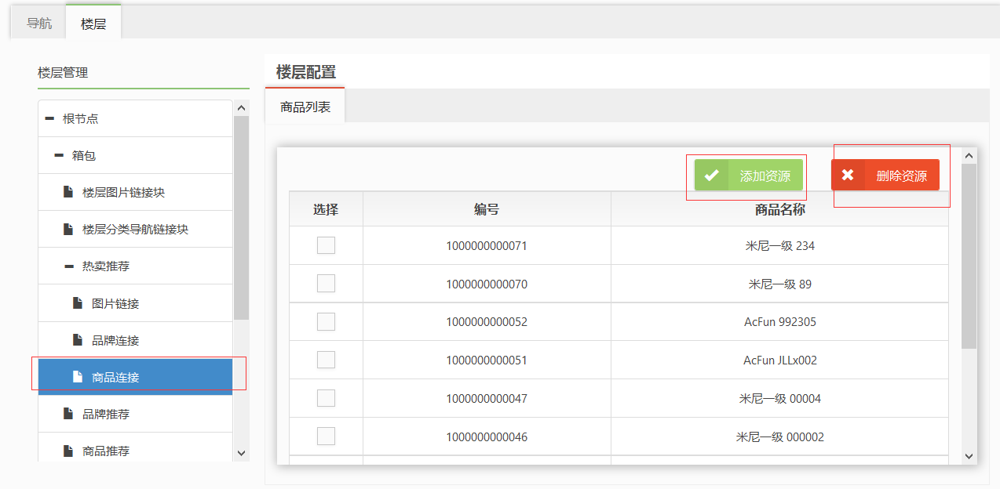 导航 楼层
楼层管理
根节点
箱包
楼层图片链接块
楼层分类导航链接块
热卖推荐
图片链接
品牌连接
商品连接
品牌推荐
商品推荐
楼层配置
商品列表
添加资源 删除资源
选择 编号 商品名称
1000000000071 米尼一级 234
1000000000070 米尼一级 89
1000000000052 AcFun 992305
1000000000051 AcFun JLLx002
1000000000047 米尼一级 00004
1000000000046 米尼一级 000002